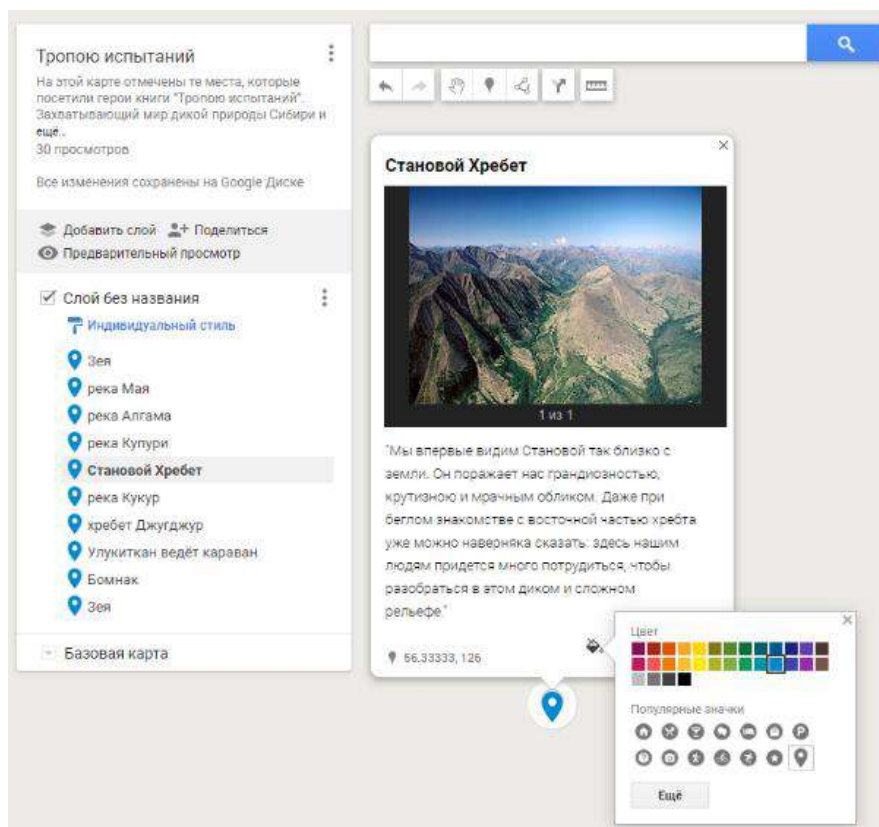 Тропою испытаний
На этой карте отмечены те места, которые
посетили герои книги "Тропою испытаний".
Захватывающий мир дикой природы Сибири и
ещё..
30 просмотров
Все изменения сохранены на Google Диске
Добавить слой Поделиться
Предварительный просмотр
Слой без названия
Индивидуальный стиль
Зея
река Мая
река Алгама
река Купури
Становой Хребет
река Кукур
хребет Джугджур
Улукиткан ведёт караван
Бомнак
Зея
Базовая карта
Становой Хребет
1 из 1
"Мы впервые видим Становой так близко с
земли. Он поражает нас грандиозностью,
крутизною и мрачным обликом. Даже при
беглом знакомстве с восточной частью хребта
уже можно наверняка сказать: здесь нашим
людям придется много потрудиться, чтобы
разобраться в этом диком и сложном
рельефе."
56.33333, 126
Цвет
Популярные значки
Ещё